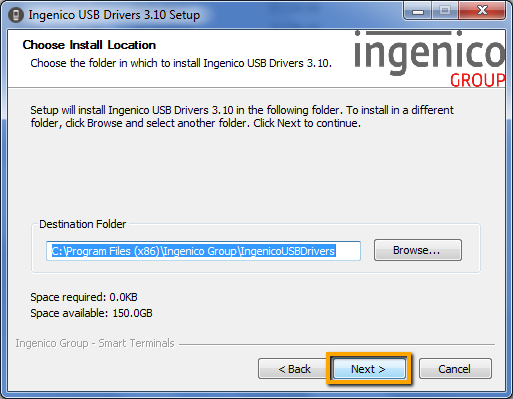 Ingenico USB Drivers 3.10 Setup
Choose Install Location
Choose the folder in which to install Ingenico USB Drivers 3.10.
ingenico
GROUP
Setup will install Ingenico USB Drivers 3.10 in the following folder. To install in a different
folder, click Browse and select another folder. Click Next to continue.
Destination Folder
C:\Program Files (x86)\Ingenico Group\IngenicoUSBDrivers
Browse...
Space required: 0.0KB
Space available: 150.0GB
Ingenico Group - Smart Terminals
< Back
Next >
Cancel